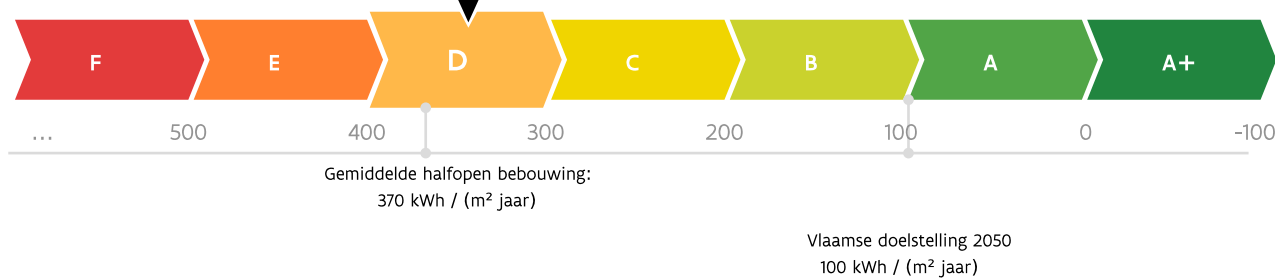 F E D C B A A+
... 500 400 300 200 100 0 -100
Gemiddelde halfopen bebouwing:
370 kWh / (m² jaar)
Vlaamse doelstelling 2050
100 kWh / (m² jaar)